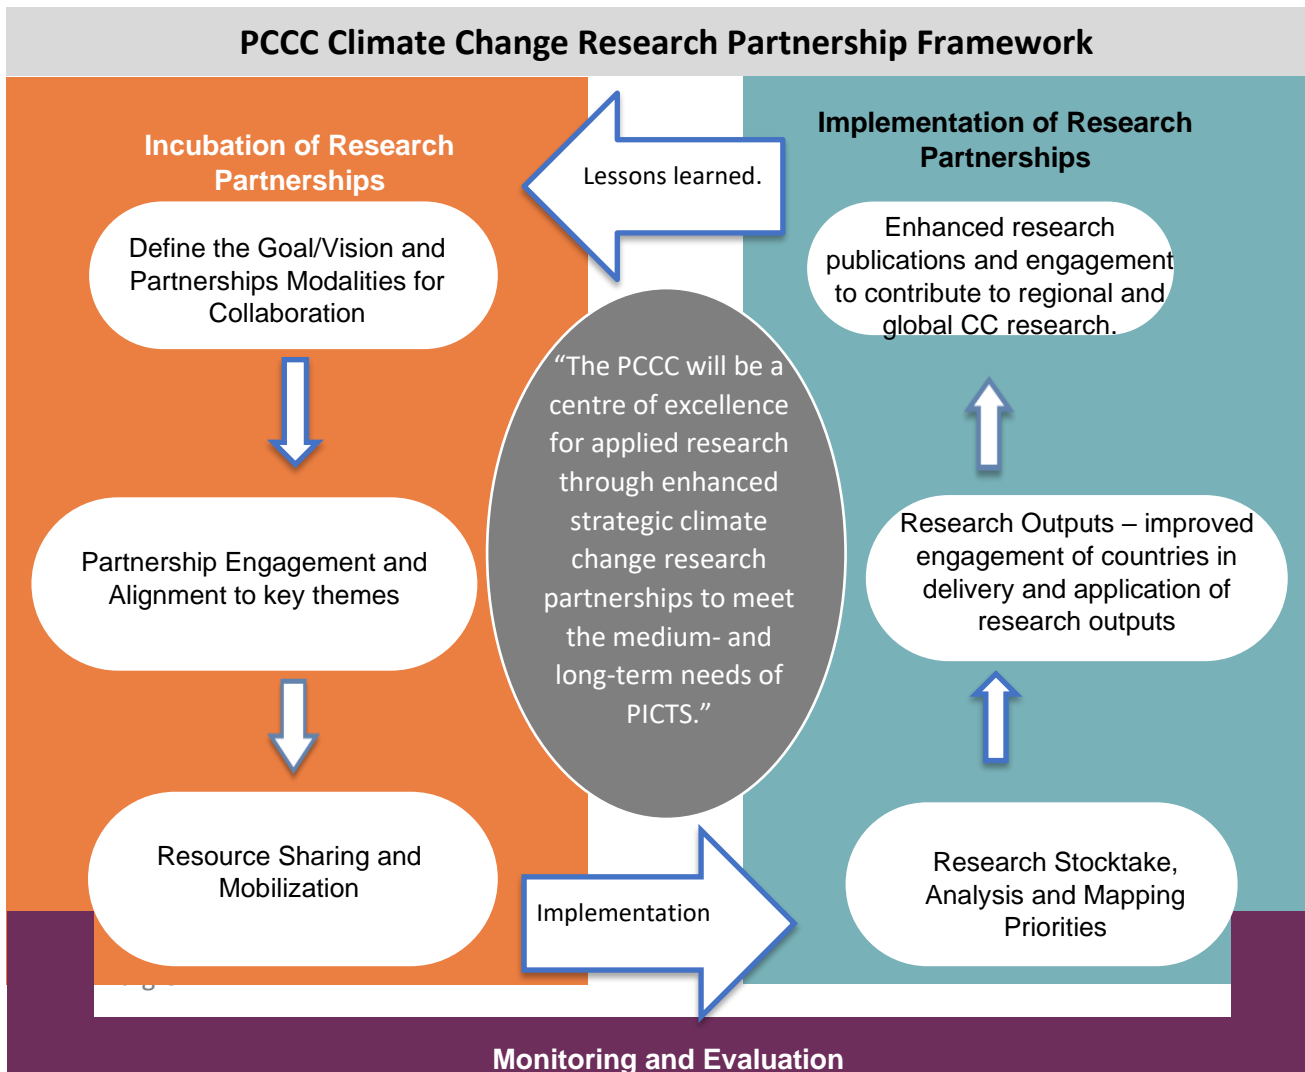 PCCC Climate Change Research Partnership Framework
Incubation of Research
Partnerships
Define the Goal/Vision and
Partnerships Modalities for
Collaboration
Partnership Engagement and
Alignment to key themes
Resource Sharing and
Mobilization
Lessons learned.
“The PCCC will be a
centre of excellence
for applied research
through enhanced
strategic climate
change research
partnerships to meet
the medium- and
long-term needs of
PICTS.”
Implementation
Implementation of Research
Partnerships
Enhanced research
publications and engagement
to contribute to regional and
global CC research.
Research Outputs – improved
engagement of countries in
delivery and application of
research outputs
Research Stocktake,
Analysis and Mapping
Priorities
Monitoring and Evaluation